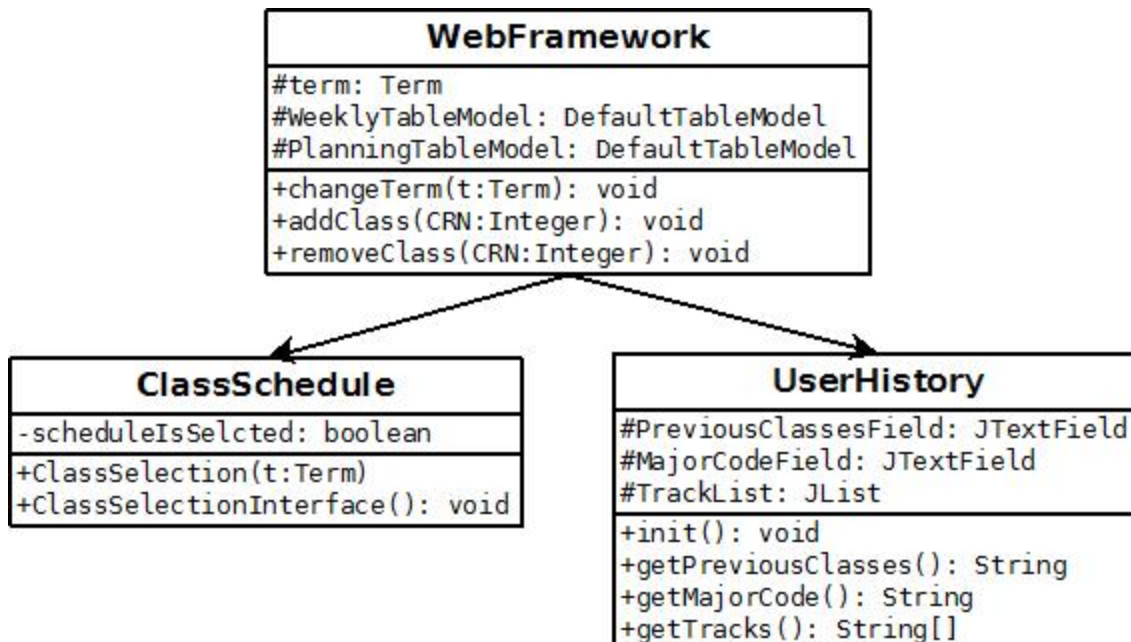 WebFramework
#term: Term
#WeeklyTableModel: DefaultTableModel
#PlanningTableModel: DefaultTableModel
+changeTerm(t:Term): void
+addClass(CRN:Integer): void
+removeClass(CRN:Integer): void
ClassSchedule
-scheduleIsSelcted: boolean
+ClassSelection(t:Term)
+ClassSelectionInterface(): void
UserHistory
#PreviousClassesField: JTextField
#MajorCodeField: JTextField
#TrackList: JList
+init(): void
+getPreviousClasses(): String
+getMajorCode(): String
+getTracks(): String[]